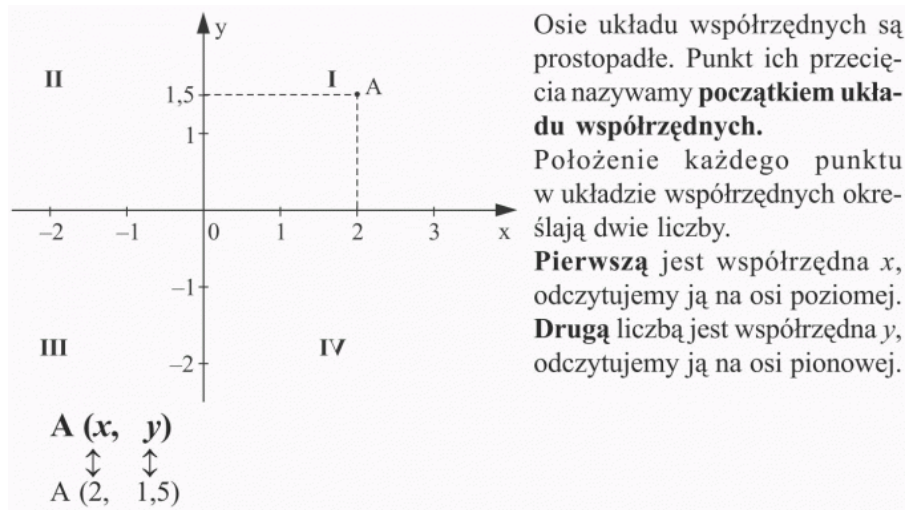 y
II
I
A
1,5
1
–2
–1
0
1
2
3
x
–1
III
IV
–2
A (x, y)
A (2, 1,5)
Osie układu współrzędnych są
prostopadłe. Punkt ich przecię-
cia nazywamy początkiem ukła-
du współrzędnych.
Położenie każdego punktu
w układzie współrzędnych okre-
ślają dwie liczby.
Pierwszą jest współrzędna x,
odczytujemy ją na osi poziomej.
Drugą liczbą jest współrzędna y,
odczytujemy ją na osi pionowej.